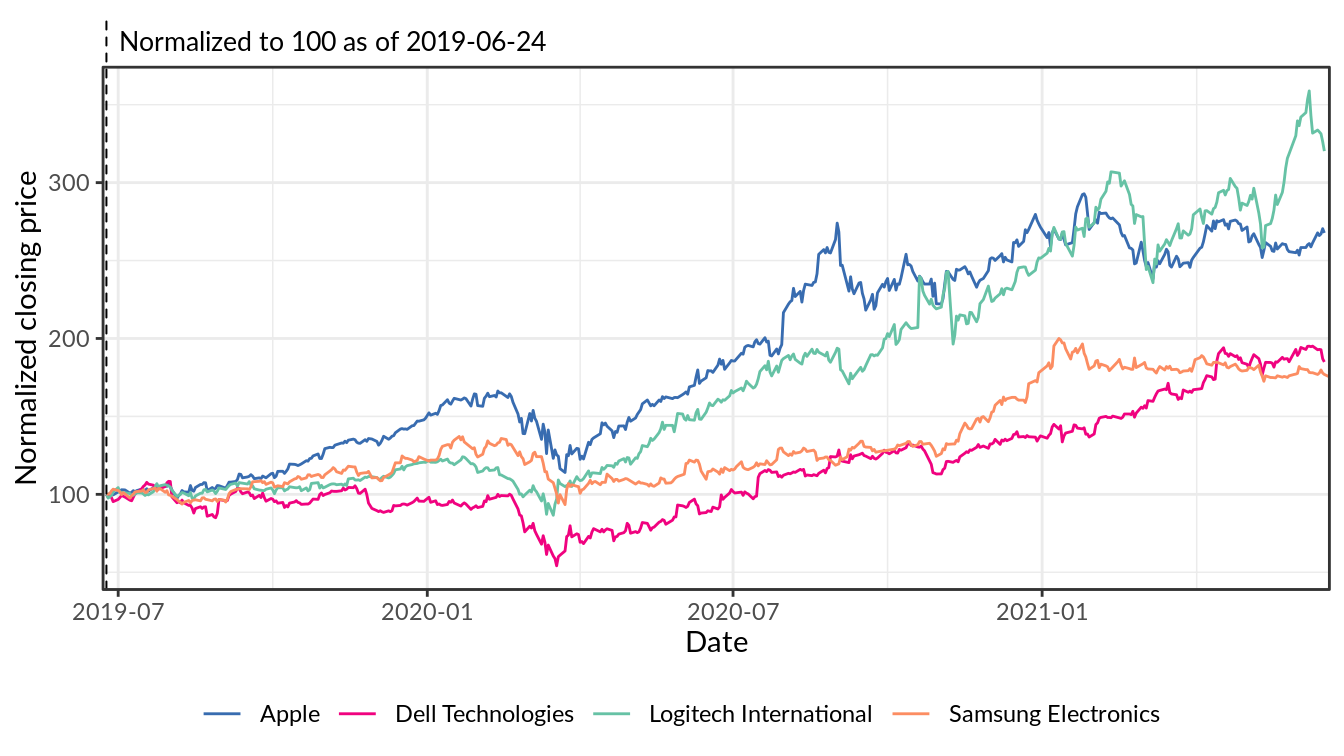 Normalized to 100 as of 2019-06-24
Normalized closing price
300
200
100
2019-07 2020-01 2020-07 2021-01
Date
Apple Dell Technologies Logitech International Samsung Electronics